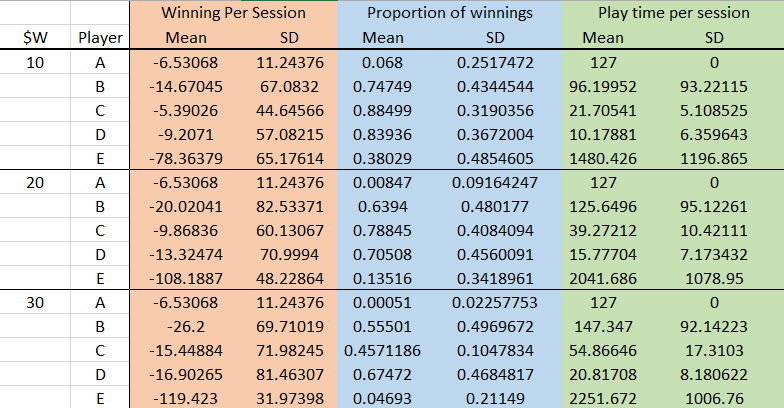 Winning Per Session Proportion of winnings Play time per session
$W Player Mean SD Mean SD Mean SD
10 A -6.53068 11.24376 0.068 0.2517472 127 0
B -14.67045 67.0832 0.74749 0.4344544 96.19952 93.22115
C -5.39026 44.64566 0.88499 0.3190356 21.70541 5.108525
D -9.2071 57.08215 0.83936 0.3672004 10.17881 6.359643
E -78.36379 65.17614 0.38029 0.4854605 1480.426 1196.865
20 A -6.53068 11.24376 0.00847 0.09164247 127 0
B -20.02041 82.53371 0.6394 0.480177 125.6496 95.12261
C -9.86836 60.13067 0.78845 0.4084094 39.27212 10.42111
D -13.32474 70.9994 0.70508 0.4560091 15.77704 7.173432
E -108.1887 48.22864 0.13516 0.3418961 2041.686 1078.95
30 A -6.53068 11.24376 0.00051 0.02257753 127 0
B -26.2 69.71019 0.55501 0.4969672 147.347 92.14223
C -15.44884 71.98245 0.4571186 0.1047834 54.86646 17.3103
D -16.90265 81.46307 0.67472 0.4684817 20.81708 8.180622
E -119.423 31.97398 0.04693 0.21149 2251.672 1006.76